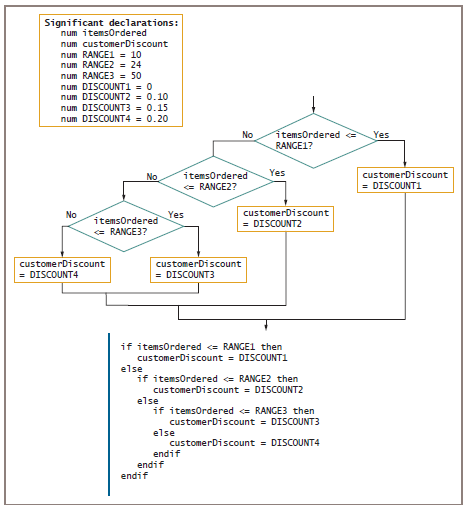 Significant declarations:
num itemsOrdered
num customerDiscount
num RANGE1 = 10
num RANGE2 = 24
num RANGE3 = 50
num DISCOUNT1 = 0
num DISCOUNT2 = 0.10
num DISCOUNT3 = 0.15
num DISCOUNT4 = 0.20
No
itemsOrdered <=
RANGE1?
Yes
No
itemsOrdered
<= RANGE2?
Yes
customerDiscount
= DISCOUNT1
No
itemsOrdered
<= RANGE3?
Yes
customerDiscount
= DISCOUNT2
customerDiscount
= DISCOUNT4
customerDiscount
= DISCOUNT3
if itemsOrdered <= RANGE1 then
customerDiscount = DISCOUNT1
else
if itemsOrdered <= RANGE2 then
customerDiscount = DISCOUNT2
else
if itemsOrdered <= RANGE3 then
customerDiscount = DISCOUNT3
else
customerDiscount = DISCOUNT4
endif
endif
endif